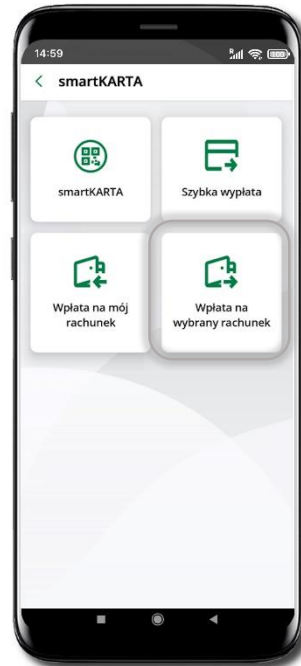 14:59
smartKARTA
smartKARTA
Szybka wypłata
Wpłata na mój
rachunek
Wpłata na
wybrany rachunek